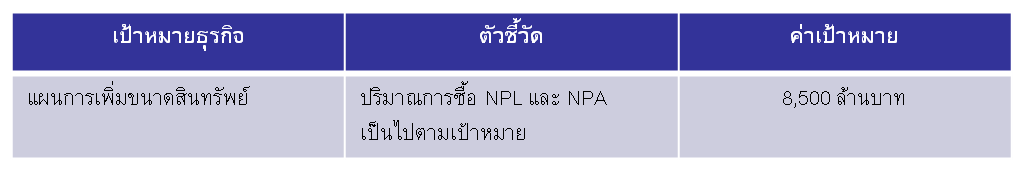 เป้าหมายธุรกิจ ตัวชี้วัด ค่าเป้าหมาย
แผนการเพิ่มขนาดสินทรัพย์ ปริมาณการซื้อ NPL และ NPA 8,500 ล้านบาท
เป็นไปตามเป้าหมาย